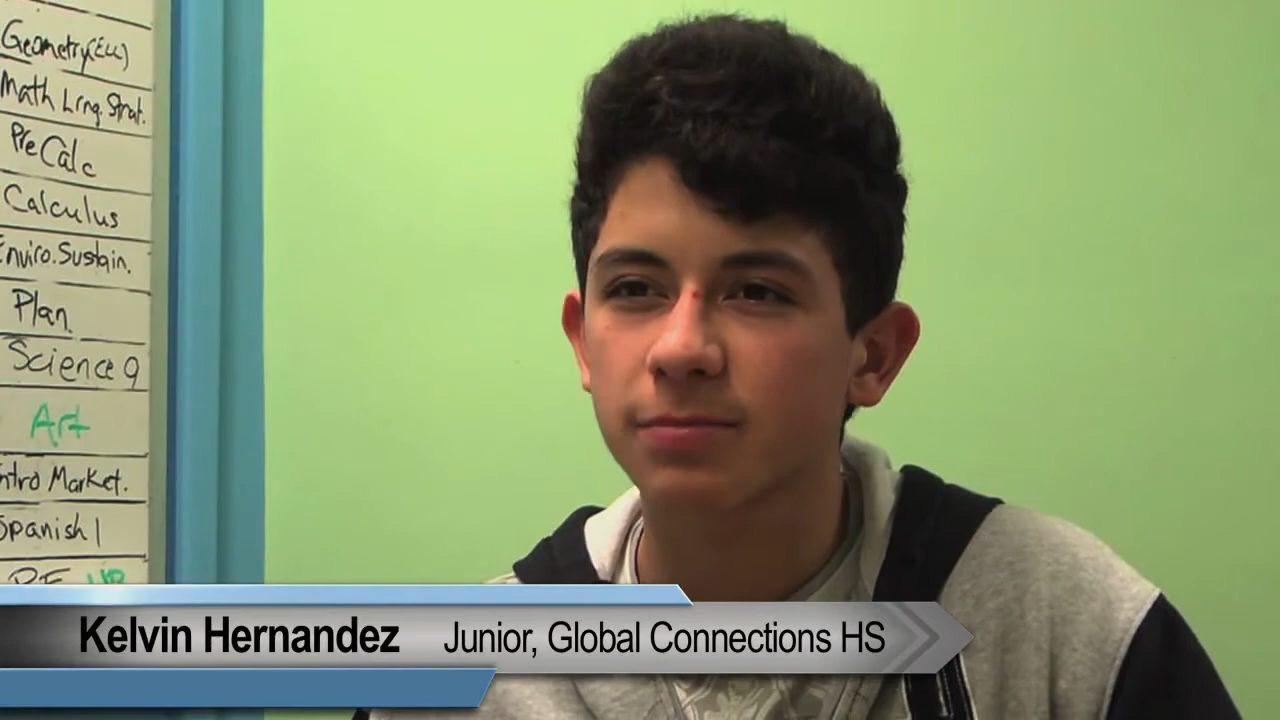 Geometry(ELL)
Math Lrng. Strat.
PreCalc
Calculus
Enviro. Sustain.
Plan.
Science 9
Art
Intro Market.
Spanish 1
PE
Kelvin Hernandez Junior, Global Connections HS